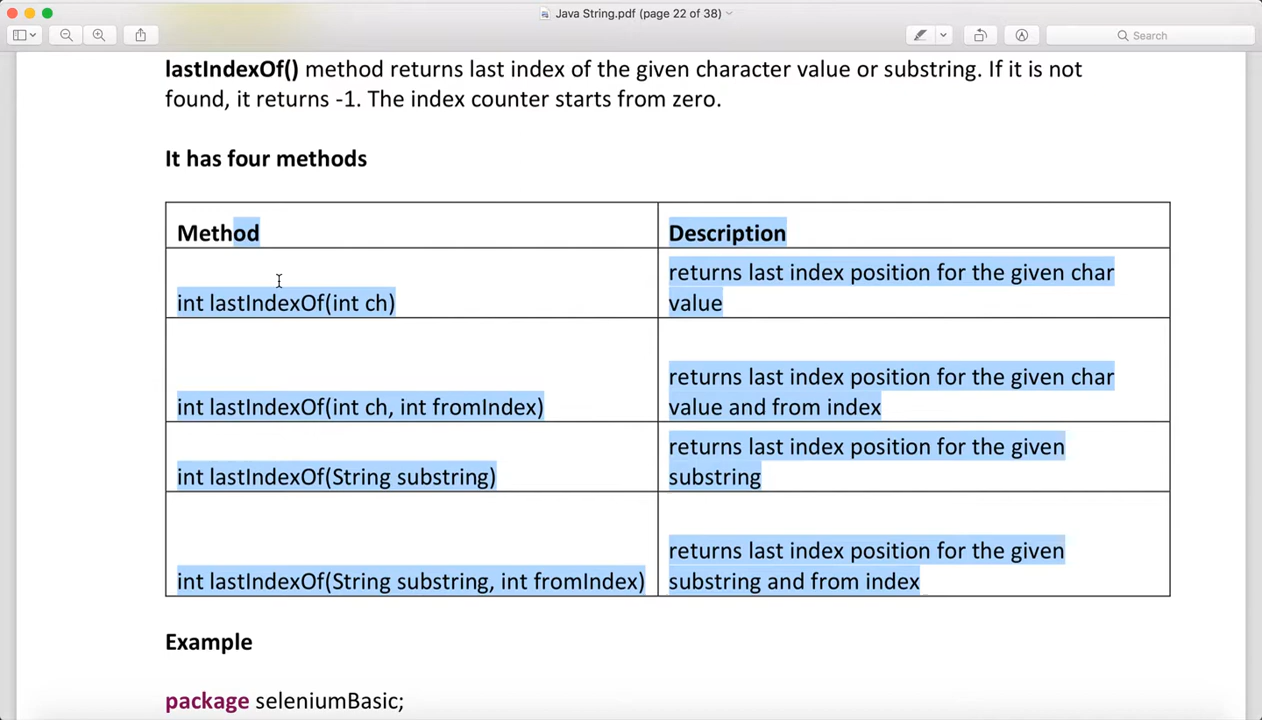 Java String.pdf (page 22 of 38)
Search
lastIndexOf() method returns last index of the given character value or substring. If it is not
found, it returns -1. The index counter starts from zero.
It has four methods
Method
Description
int lastIndexOf(int ch)
returns last index position for the given char
value
int lastIndexOf(int ch, int fromIndex)
returns last index position for the given char
value and from index
int lastIndexOf(String substring)
returns last index position for the given
substring
int lastIndexOf(String substring, int fromIndex)
returns last index position for the given
substring and from index
Example
package seleniumBasic;